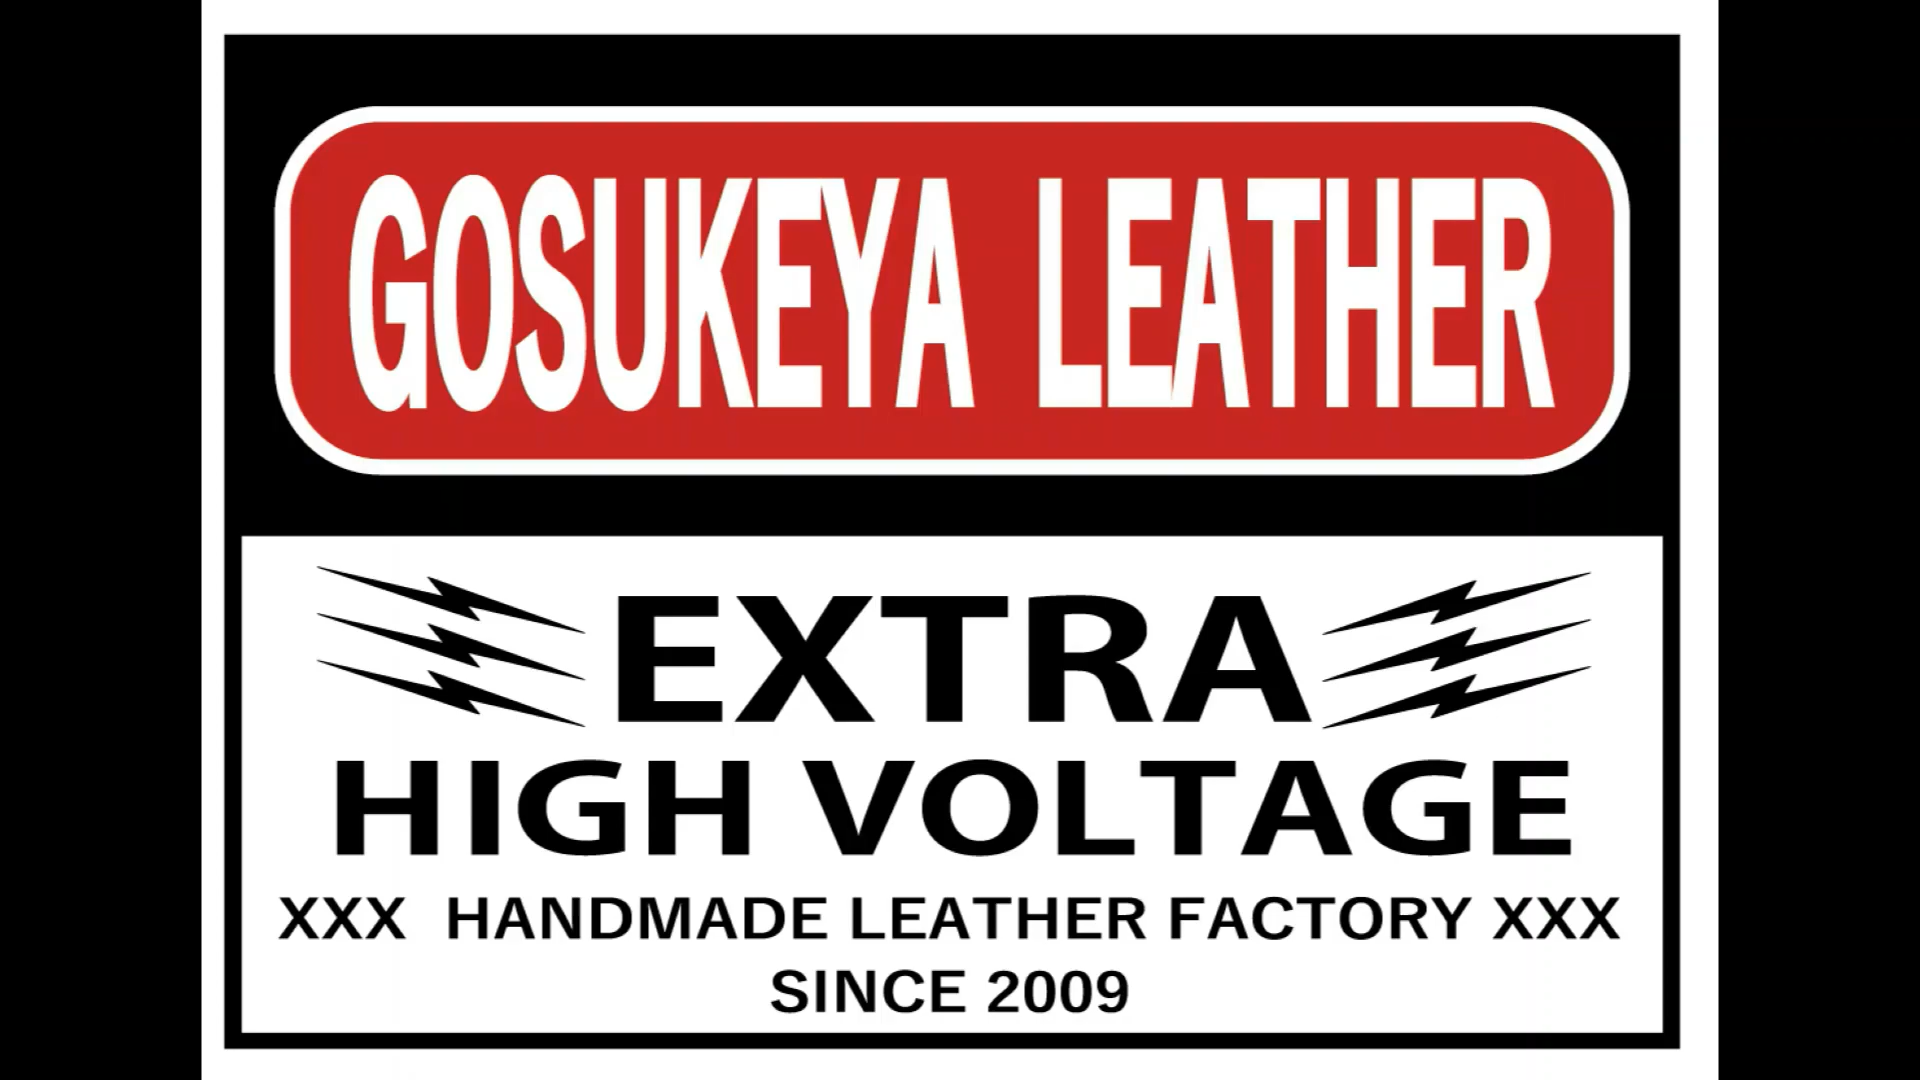 GOSUKEYA LEATHER
EXTRA
HIGH VOLTAGE
XXX HANDMADE LEATHER FACTORY XXX
SINCE 2009